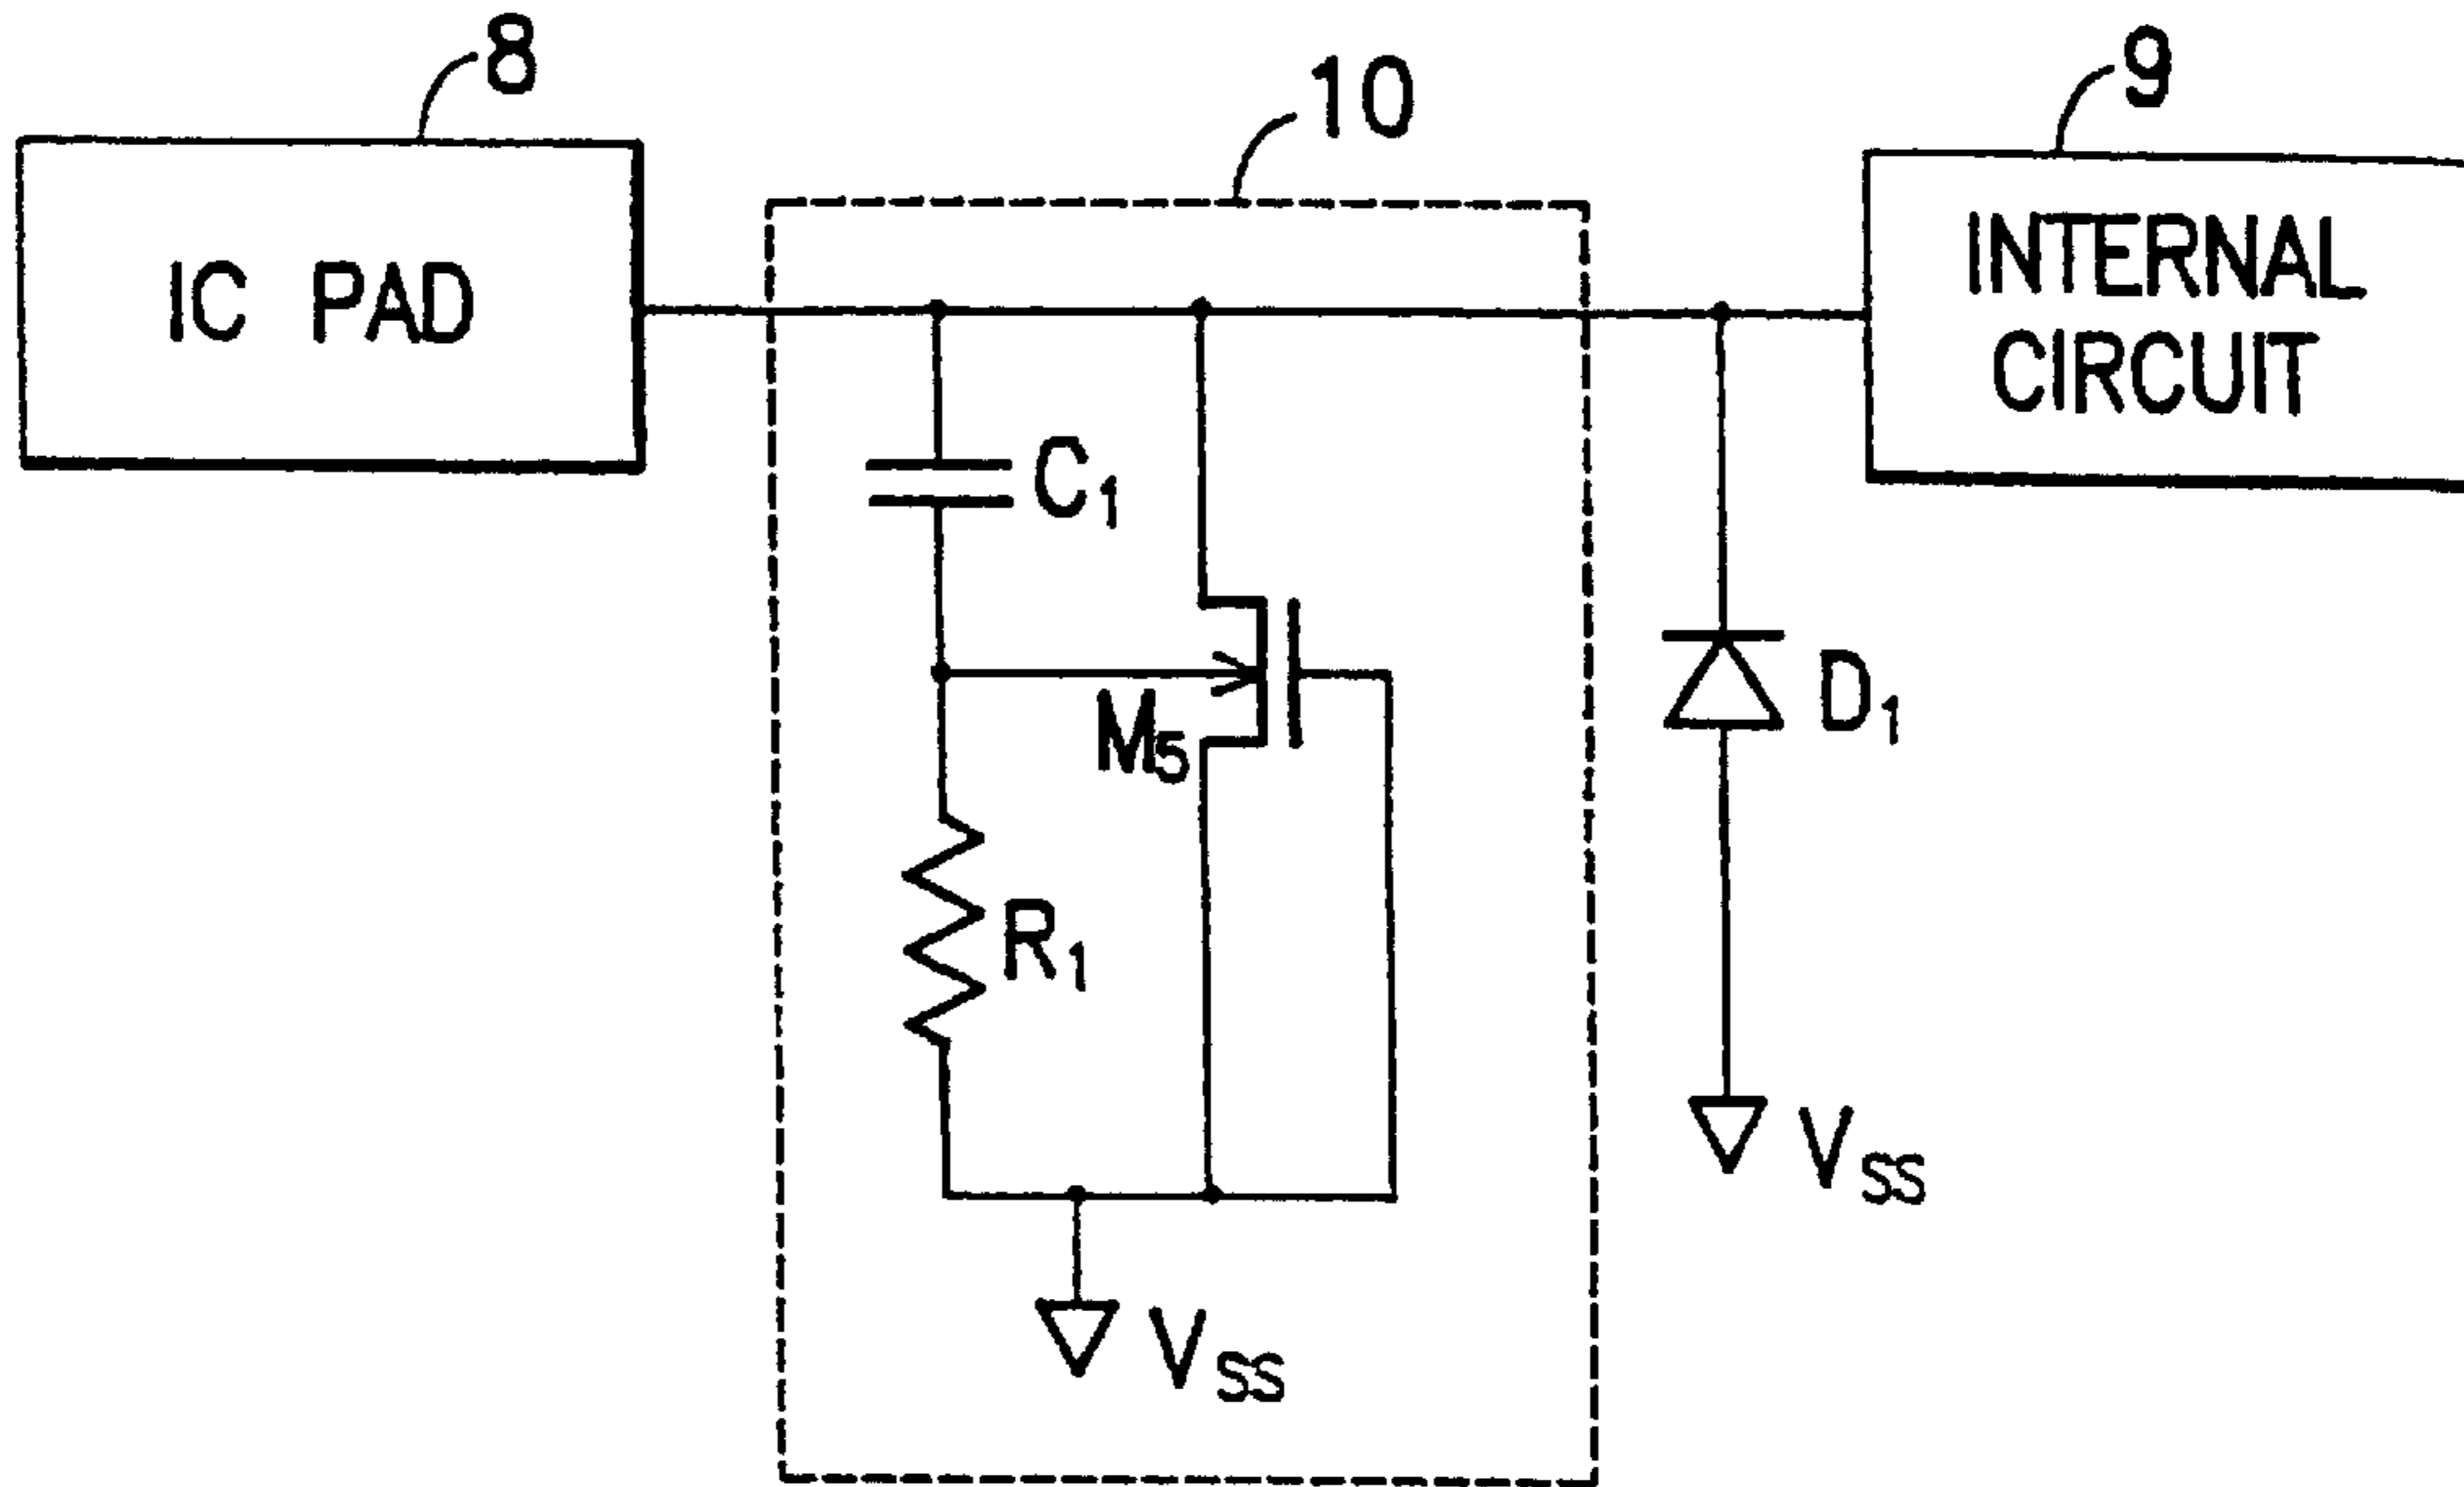 8
10
9
IC PAD
INTERNAL
CIRCUIT
C1
M5
D1
R1
VSS
VSS